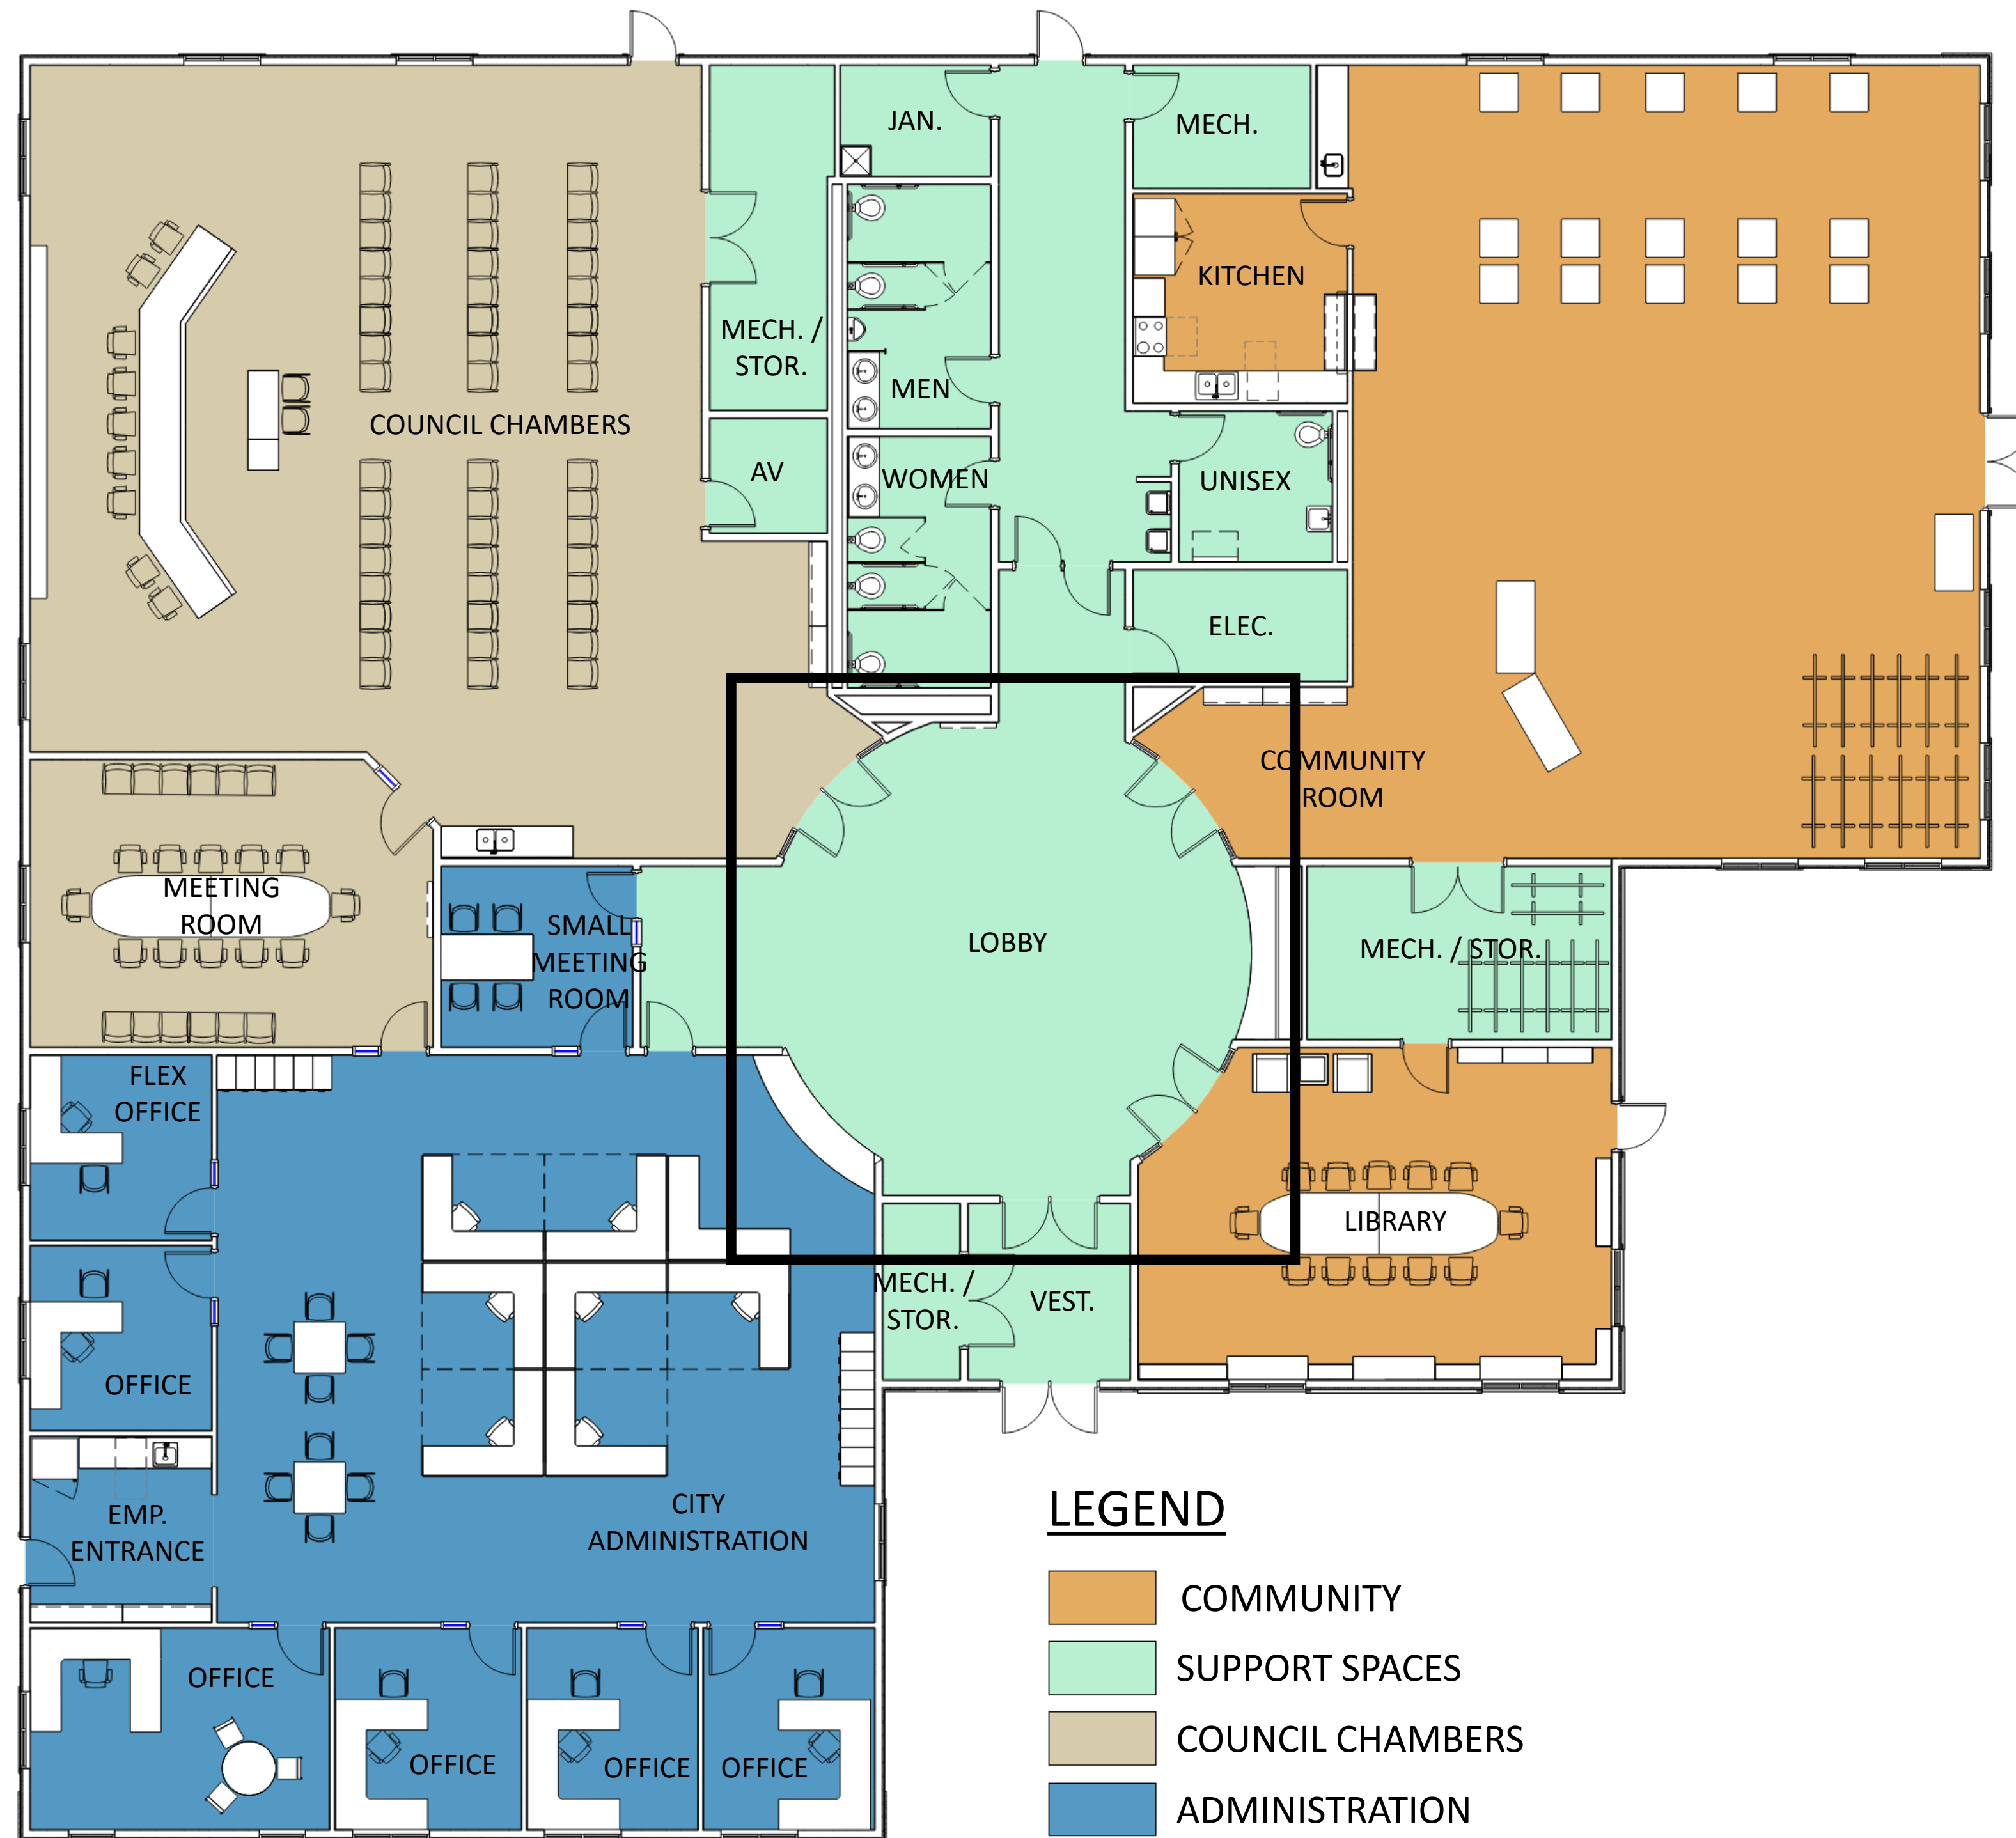 JAN.
MECH.
KITCHEN
MECH. /
STOR.
MEN
COUNCIL CHAMBERS
AV
WOMEN
UNISEX
ELEC.
COMMUNITY
ROOM
MEETING
ROOM
SMALL
MEETING
ROOM
LOBBY
MECH. / STOR.
FLEX
OFFICE
LIBRARY
MECH. /
STOR.
VEST.
OFFICE
EMP.
ENTRANCE
CITY
ADMINISTRATION
OFFICE
OFFICE
OFFICE
OFFICE
LEGEND
COMMUNITY
SUPPORT SPACES
COUNCIL CHAMBERS
ADMINISTRATION